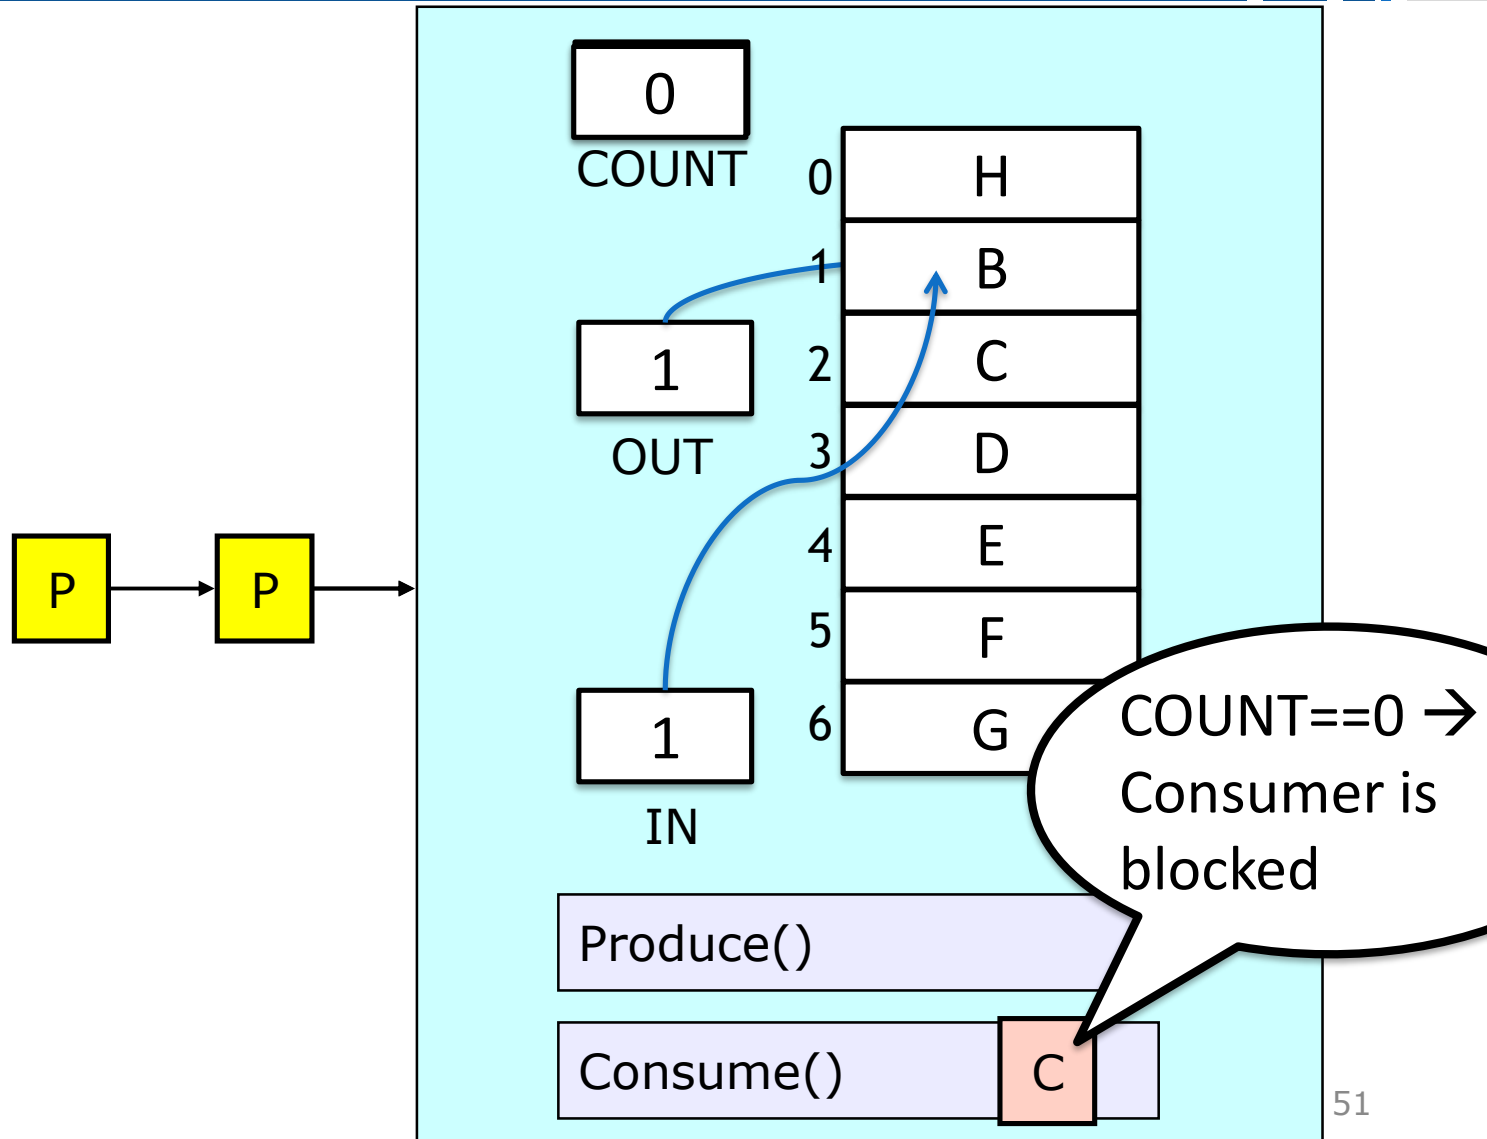 0
COUNT
0 H
1 B
1
OUT
2 C
3 D
P P
4 E
5 F
1
IN
6 G
COUNT==0 →
Consumer is
blocked
Produce()
Consume() C
51